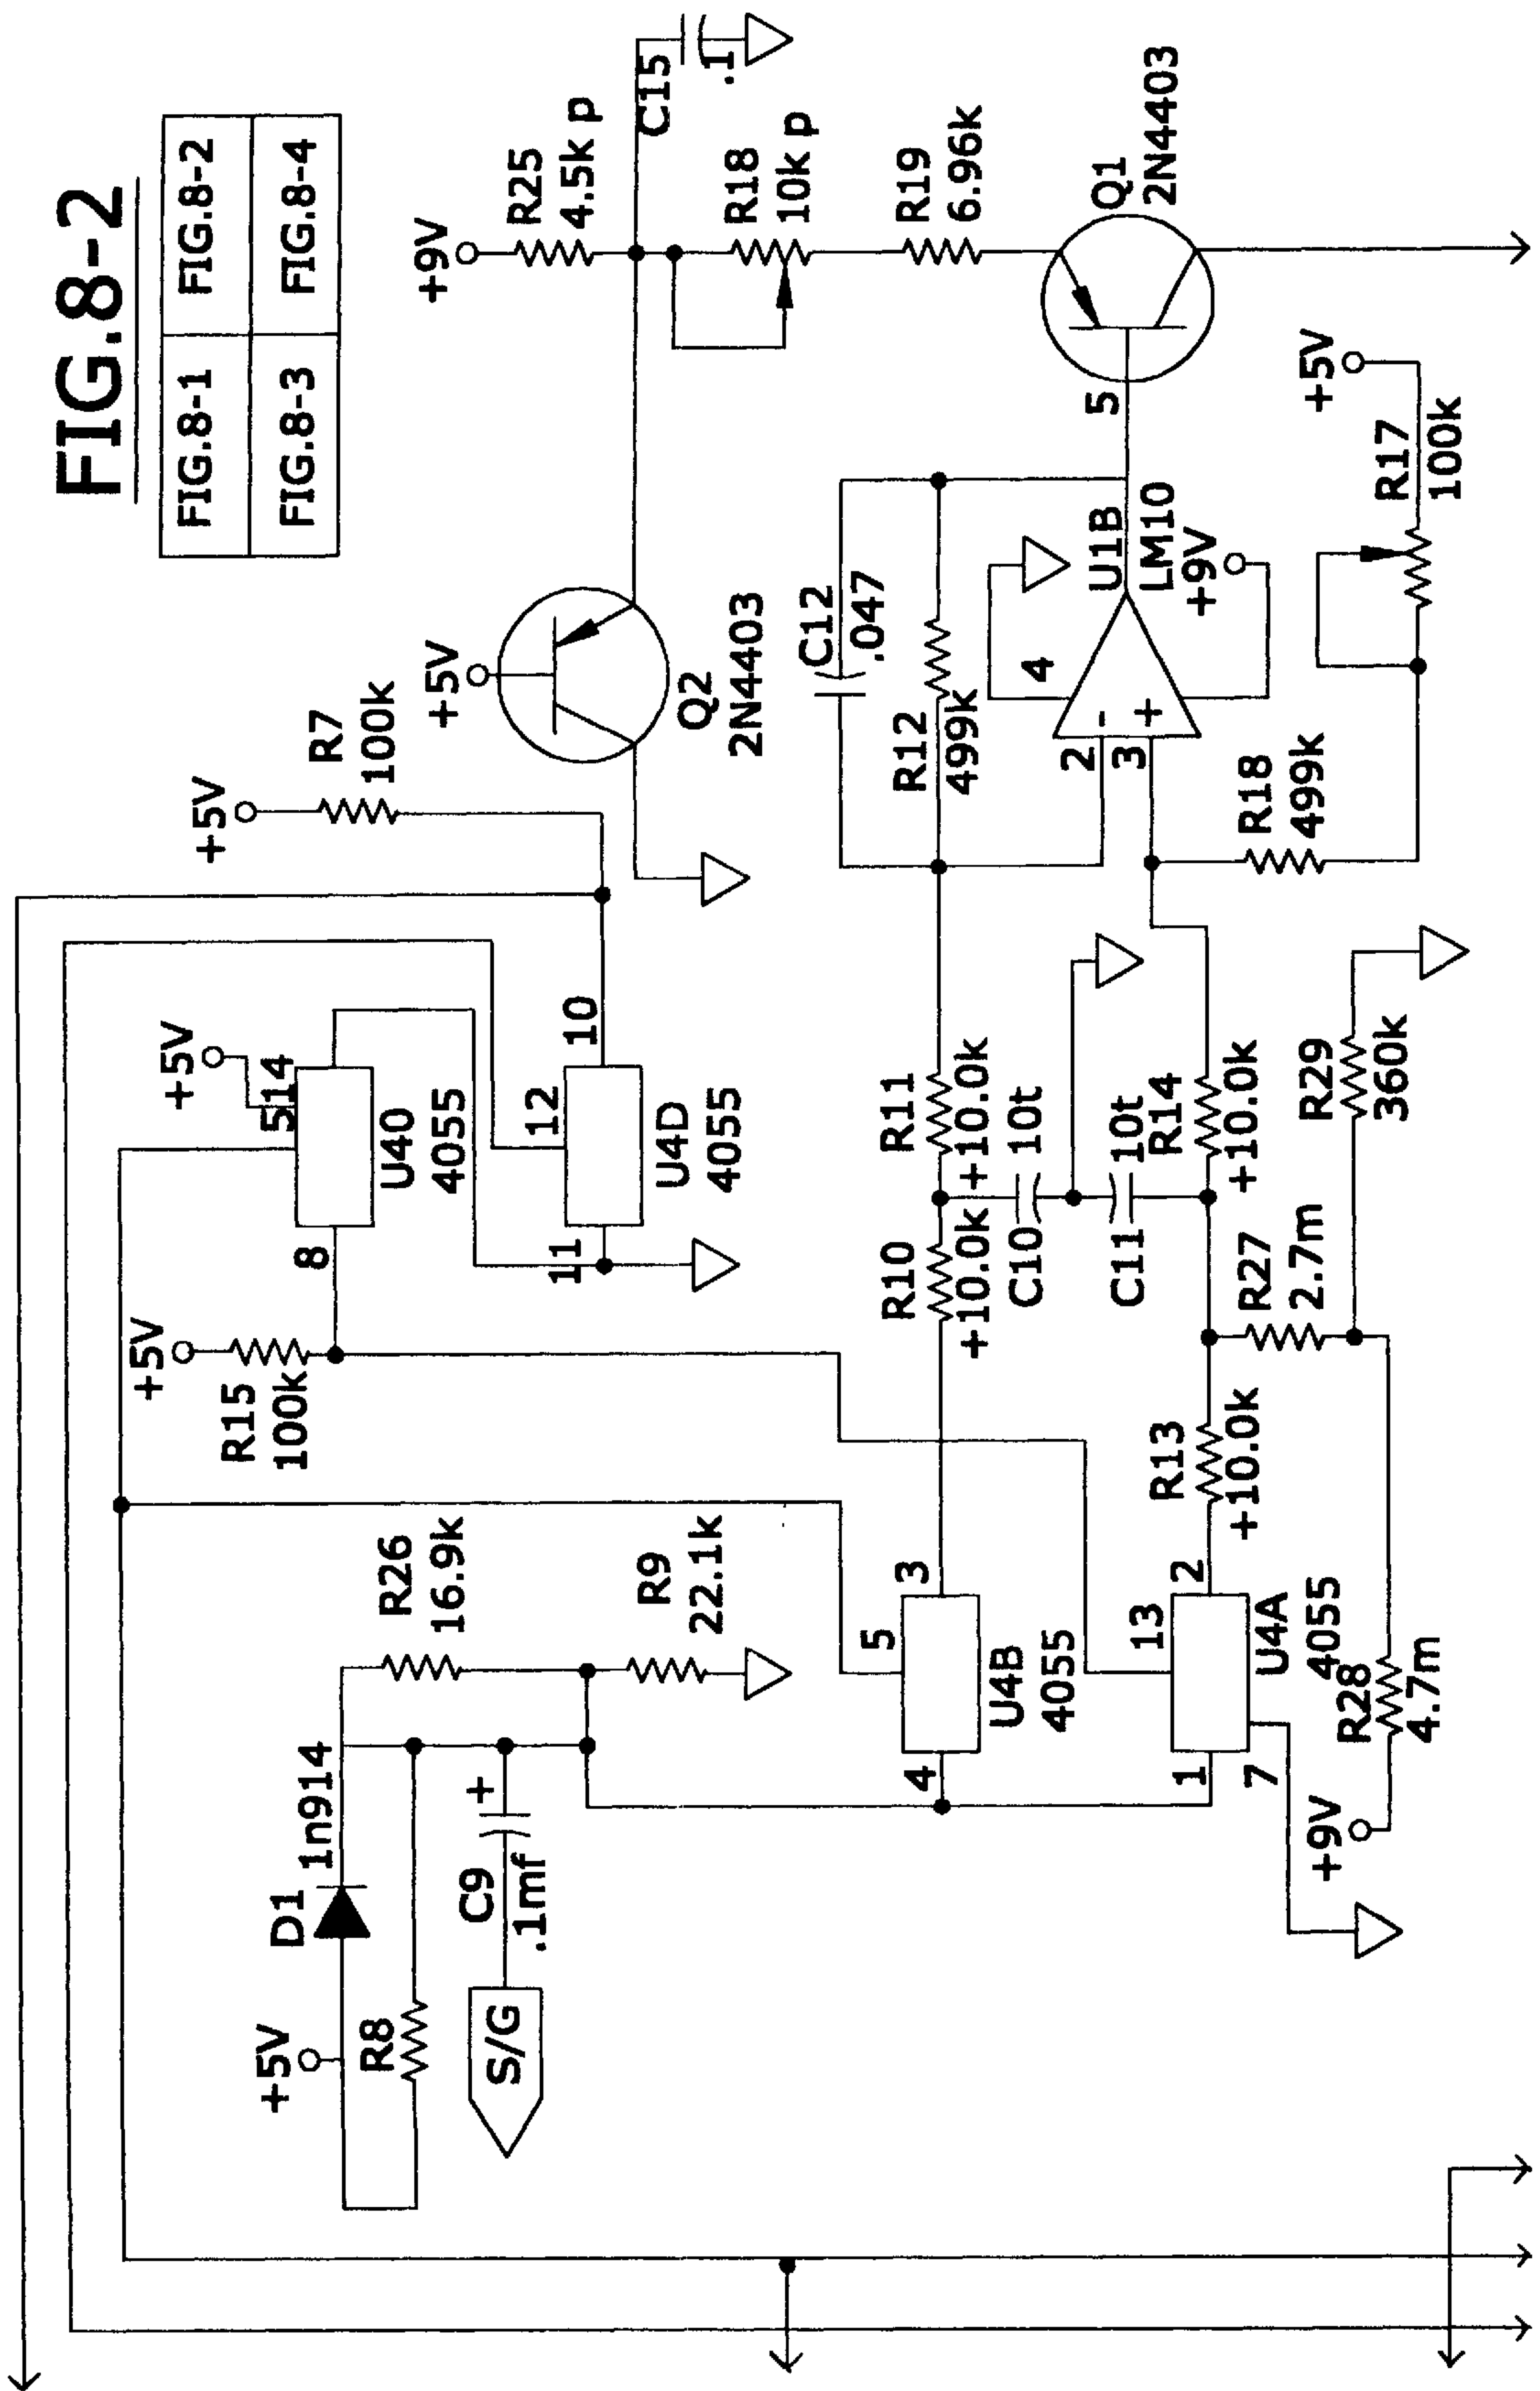 FIG.8-2
FIG.8-1
FIG.8-2
FIG.8-3
FIG.8-4
+5V
R15
100k
8
+5V
514
U40
4055
+5V
R7
100k
+5V
Q2
2N4403
+9V
R25
4.5k p
C15
.1
11
12
10
U4D
4055
R18
10k p
R19
6.96k
Q1
2N4403
5
+5V
D1
1n914
R8
R26
16.9k
C9
+
.1mf
S/G
R9
22.1k
5
4
3
U4B
4055
R10
+10.0k
R11
+10.0k
C10
10t
C11
10t
C12
.047
R12
499k
4
2
3
-
+
U1B
LM10
+9V
13
1
2
7
U4A
4055
R13
+10.0k
R14
+10.0k
R27
2.7m
R29
360k
R18
499k
R17
100k
+5V
+9V
R28
4.7m